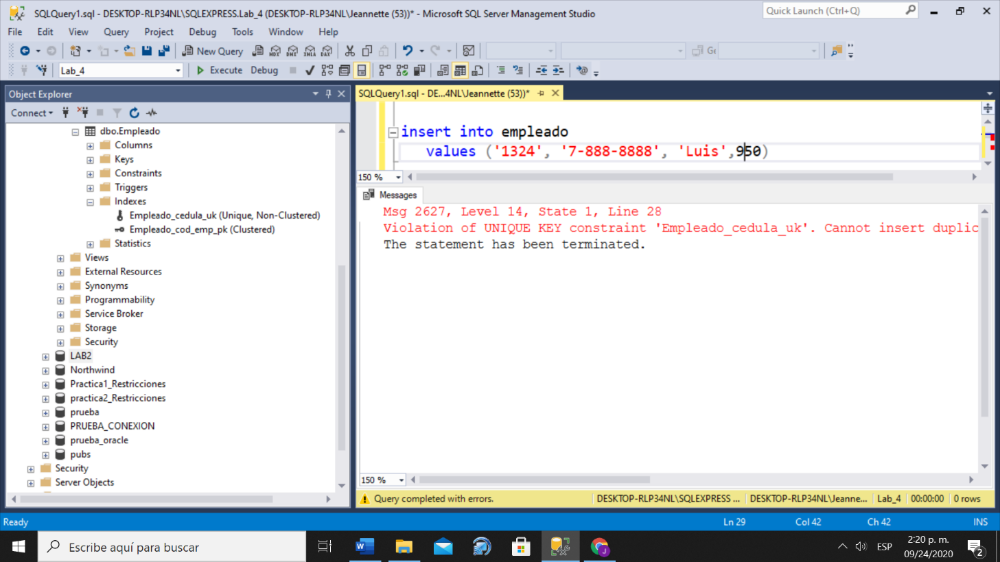 SQLQuery1.sql - DESKTOP-RLP34NL\SQLEXPRESS.Lab_4 (DESKTOP-RLP34NL\Jeannette (53))* - Microsoft SQL Server Management Studio
Quick Launch (Ctrl+Q)
File Edit View Query Project Debug Tools Window Help
New Query MDX DMX XMLA DAX
Lab_4 Execute Debug
Object Explorer
SQLQuery1.sql - DE...4NL\Jeannette (53))*
Connect
dbo.Empleado
Columns
Keys
Constraints
Triggers
Indexes
Empleado_cedula_uk (Unique, Non-Clustered)
Empleado_cod_emp_pk (Clustered)
Statistics
Views
External Resources
Synonyms
Programmability
Service Broker
Storage
Security
LAB2
Northwind
Practica1_Restricciones
practica2_Restricciones
prueba
PRUEBA_CONEXION
prueba_oracle
pubs
Security
Server Objects
insert into empleado
values ('1324', '7-888-8888', 'Luis',950)
150 %
Messages
Msg 2627, Level 14, State 1, Line 28
Violation of UNIQUE KEY constraint 'Empleado_cedula_uk'. Cannot insert duplic
The statement has been terminated.
150 %
Query completed with errors.
DESKTOP-RLP34NL\SQLEXPRESS ... DESKTOP-RLP34NL\Jeanne... Lab_4 00:00:00 0 rows
Ready Ln 29 Col 42 Ch 42 INS
Escribe aquí para buscar
ESP
2:20 p. m.
09/24/2020
2